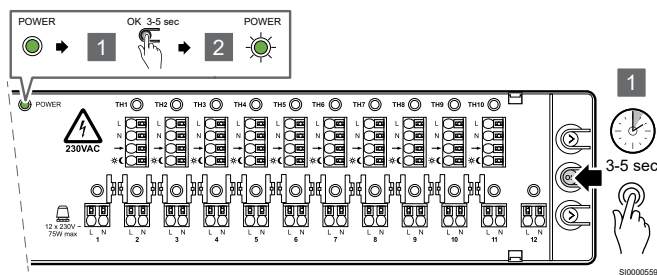 POWER OK 3-5 sec POWER
1 2
1
POWER TH1 TH2 TH3 TH4 TH5 TH6 TH7 TH8 TH9 TH10
L
N
230VAC
3-5 sec
OK
12 x 230V ~
75W max
L N L N L N L N L N L N L N L N L N L N L N L N
1 2 3 4 5 6 7 8 9 10 11 12
SI0000559